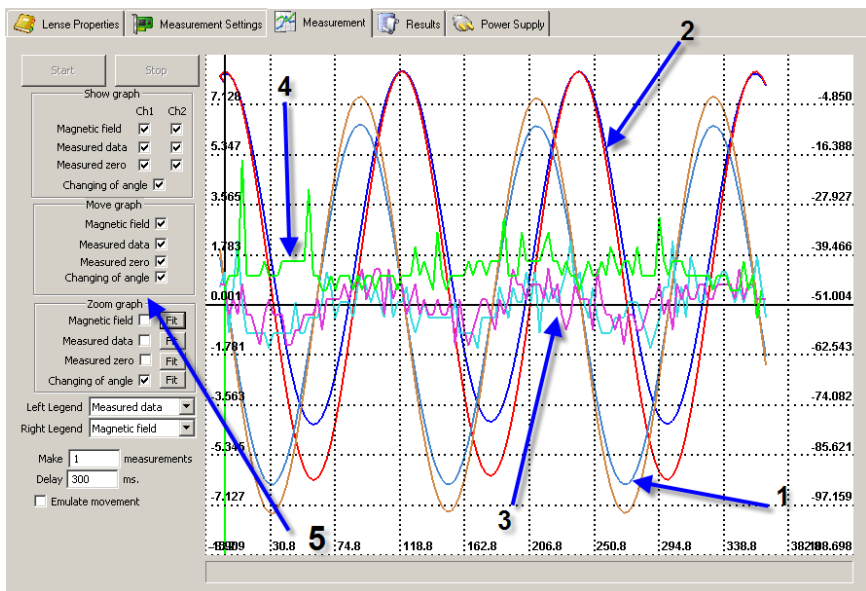 Lense Properties Measurement Settings Measurement Results Power Supply
Start Stop
Show graph
Ch1 Ch2
Magnetic field
Measured data
Measured zero
Changing of angle
Move graph
Magnetic field
Measured data
Measured zero
Changing of angle
Zoom graph
Magnetic field Fit
Measured data Fit
Measured zero Fit
Changing of angle Fit
Left Legend Measured data
Right Legend Magnetic field
Make 1 measurements
Delay 300 ms.
Emulate movement
2
4
7.128 -4.850
5.347 -16.388
3.565 -27.927
1.783 -39.466
0.001 -51.004
-1.781 -62.543
-3.563 -74.082
-5.345 -85.621
-7.127 -97.159
1
3
5
30.8 74.8 118.8 162.8 206.8 250.8 294.8 338.8